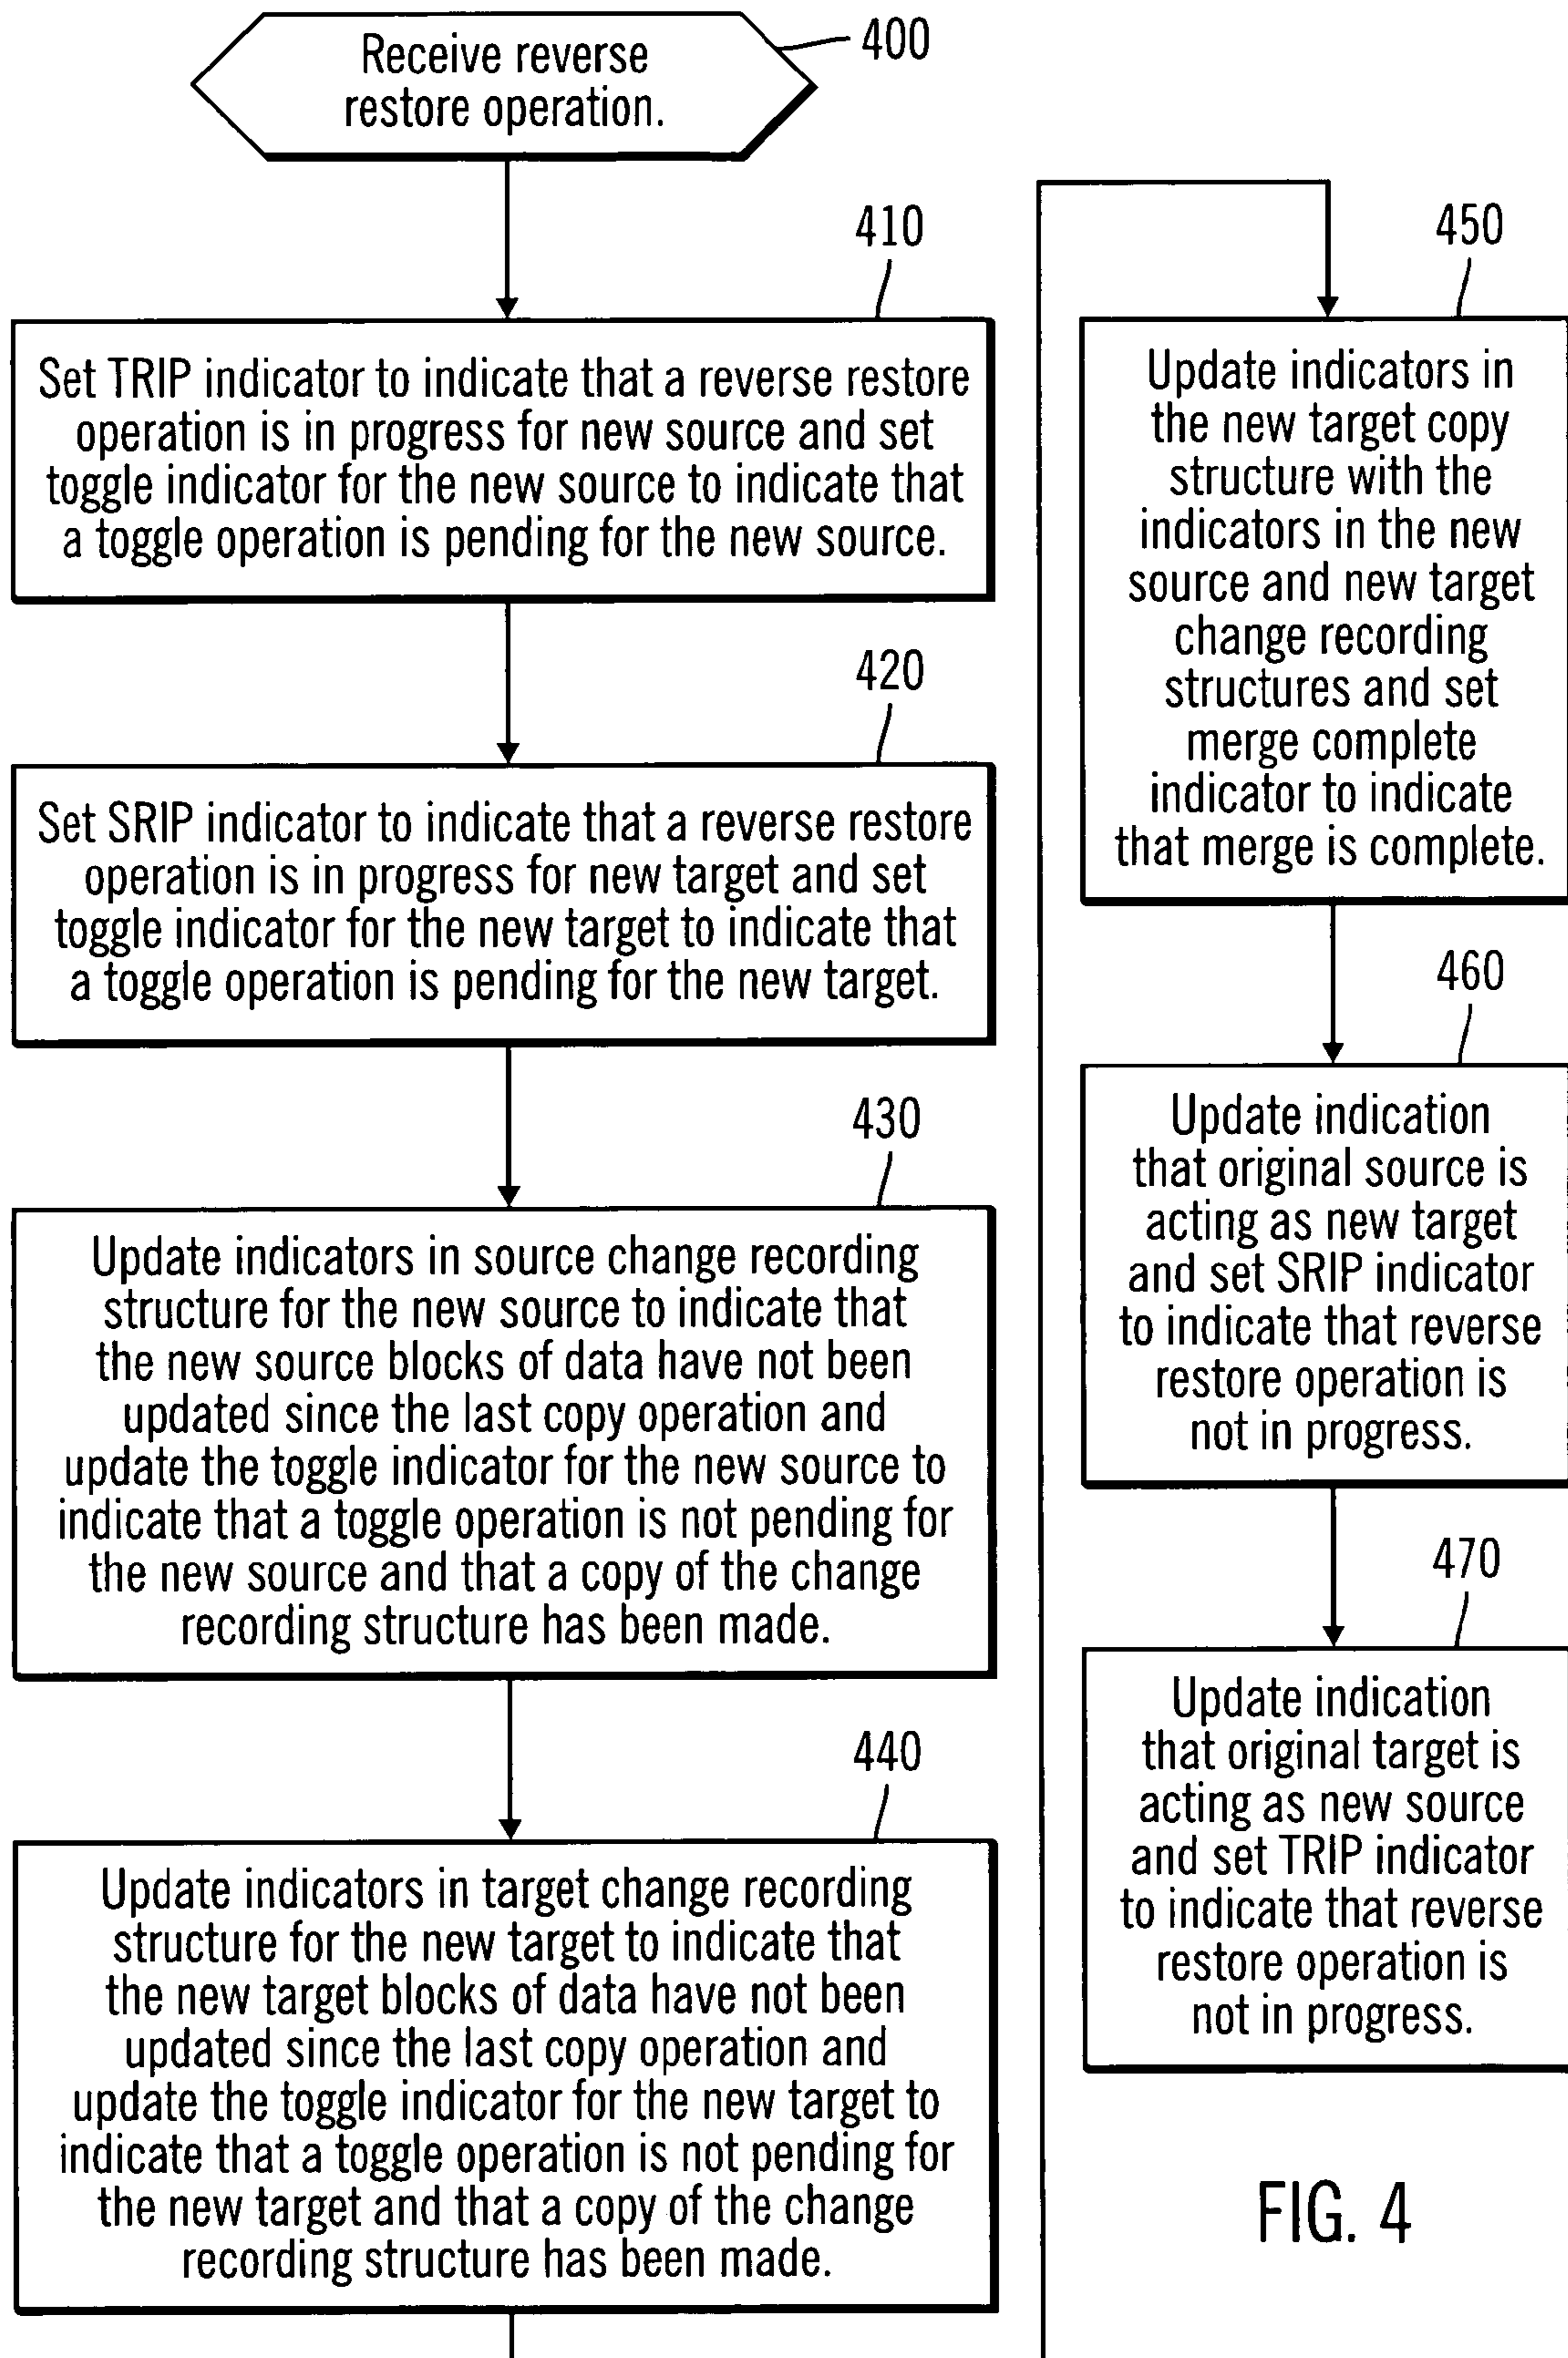 Receive reverse
restore operation.
400
410
Set TRIP indicator to indicate that a reverse restore
operation is in progress for new source and set
toggle indicator for the new source to indicate that
a toggle operation is pending for the new source.
420
Set SRIP indicator to indicate that a reverse restore
operation is in progress for new target and set
toggle indicator for the new target to indicate that
a toggle operation is pending for the new target.
430
Update indicators in source change recording
structure for the new source to indicate that
the new source blocks of data have not been
updated since the last copy operation and
update the toggle indicator for the new source to
indicate that a toggle operation is not pending for
the new source and that a copy of the change
recording structure has been made.
440
Update indicators in target change recording
structure for the new target to indicate that
the new target blocks of data have not been
updated since the last copy operation and
update the toggle indicator for the new target to
indicate that a toggle operation is not pending for
the new target and that a copy of the change
recording structure has been made.
450
Update indicators in
the new target copy
structure with the
indicators in the new
source and new target
change recording
structures and set
merge complete
indicator to indicate
that merge is complete.
460
Update indication
that original source is
acting as new target
and set SRIP indicator
to indicate that reverse
restore operation is
not in progress.
470
Update indication
that original target is
acting as new source
and set TRIP indicator
to indicate that reverse
restore operation is
not in progress.
FIG. 4